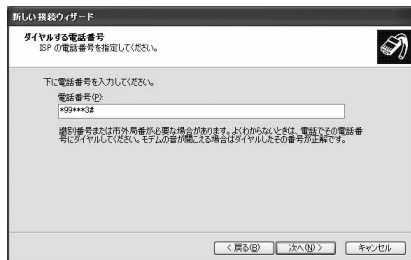 新しい接続ウィザード
ダイヤルする電話番号
ISP の電話番号を指定してください。
下に電話番号を入力してください。
電話番号(P):
*99***3#
識別番号または市外局番が必要な場合があります。よくわからないときは、電話でその電話番
号にダイヤルしてください。モデムの音が聞こえる場合はダイヤルしたその番号が正解です。
< 戻る(B)
次へ(N) >
キャンセル